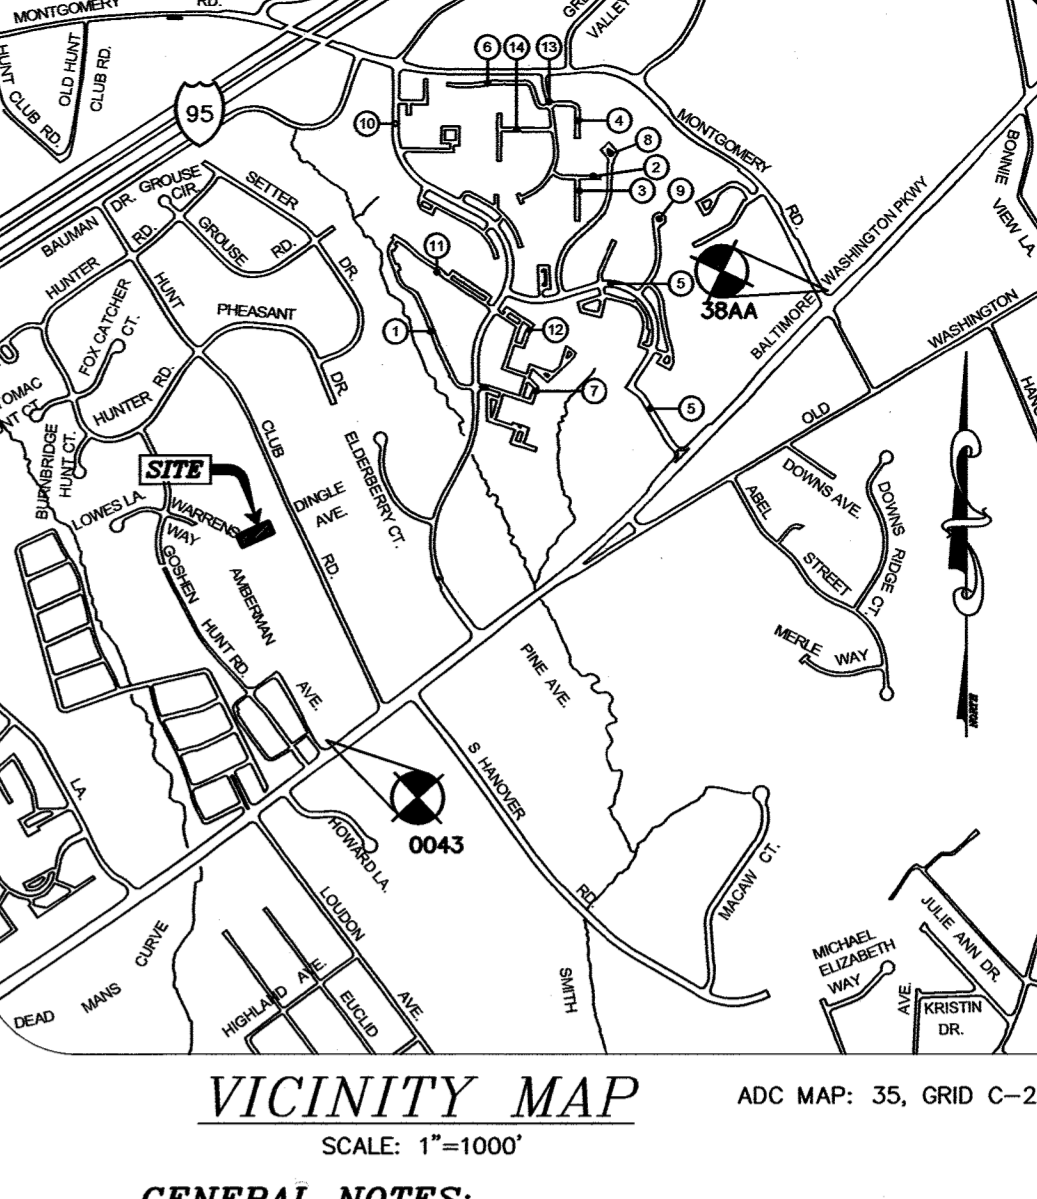 MONTGOMERY RD.
HUNT CLUB RD.
OLD HUNT
CLUB RD.
95
VALLEY
6
14
13
10
4
8
2
3
9
MONTGOMERY
RD.
BONNIE
VIEW LA.
BAUMAN DR.
GROUSE
CIR.
SETTER
DR.
GROUSE
RD.
HUNTER RD.
HUNT
CLUB
RD.
FOX CATCHER
CT.
PHEASANT
DR.
11
1
12
7
5
5
38AA
BALTIMORE WASHINGTON PKWY
OLD WASHINGTON
HUNTER RD.
BURNBRIDGE
HUNT CT.
SITE
LOWES LA.
WARRENS
WAY
GOSHEN
HUNT RD.
AMBERMAN
AVE.
DINGLE
AVE.
ELDERBERRY CT.
DOWNS AVE.
DOWNS RIDGE CT.
ABEL
STREET
MERLE WAY
PINE AVE.
LA.
0043
HOWARD LA.
S HANOVER
RD.
MACAW CT.
LOUDON
AVE.
HIGHLAND AVE.
EUCLID
DEAD MANS CURVE
SMITH
MICHAEL
ELIZABETH
WAY
AVE.
JULIE ANN DR.
KRISTIN
DR.
VICINITY MAP
ADC MAP: 35, GRID C-2
SCALE: 1"=1000'
GENERAL NOTES: